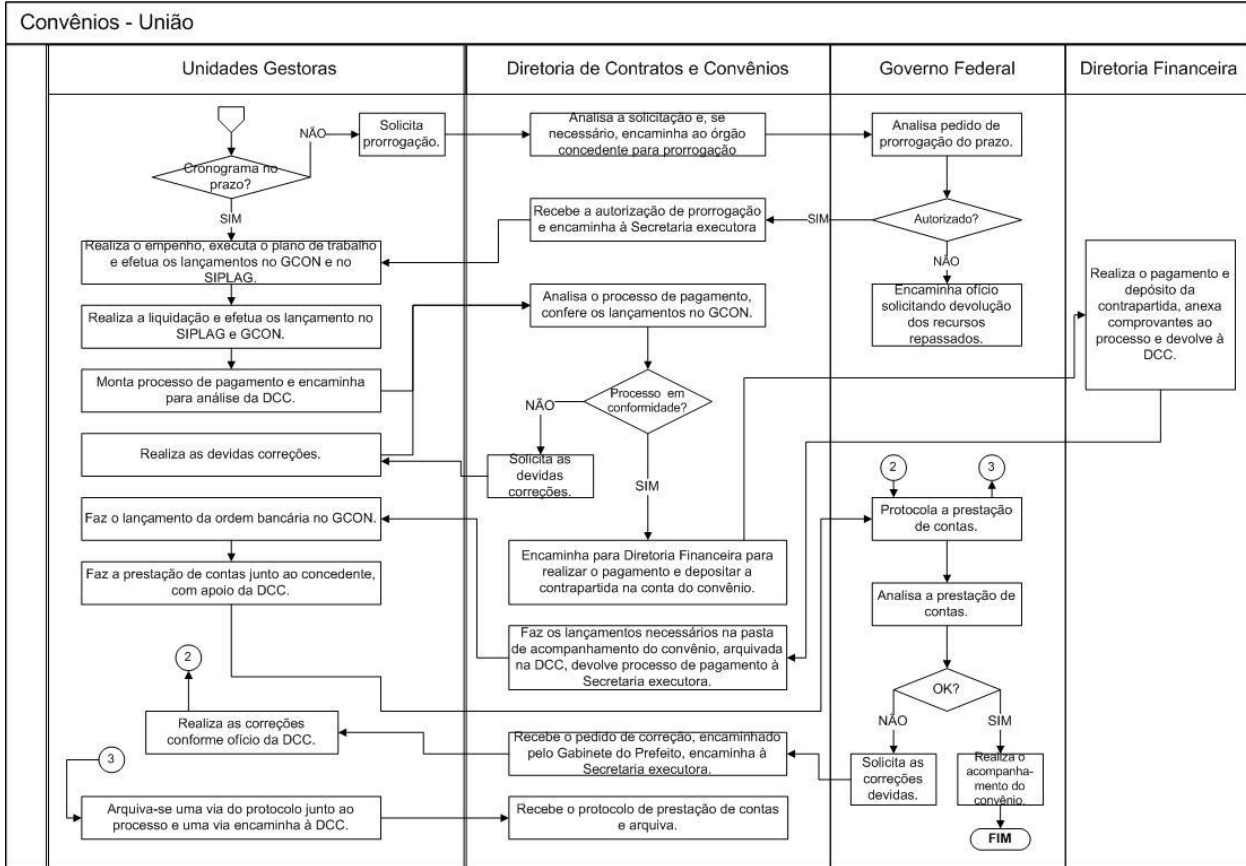 Convênios - União
Unidades Gestoras
Diretoria de Contratos e Convênios
Governo Federal
Diretoria Financeira
Cronograma no
prazo?
NÃO
SIM
Solicita
prorrogação.
Analisa a solicitação e, se
necessário, encaminha ao órgão
concedente para prorrogação
Analisa pedido de
prorrogação do prazo.
Autorizado?
SIM
NÃO
Recebe a autorização de prorrogação
e encaminha à Secretaria executora
Encaminha ofício
solicitando devolução
dos recursos
repassados.
Realiza o empenho, executa o plano de trabalho
e efetua os lançamentos no GCON e no
SIPLAG.
Realiza a liquidação e efetua os lançamento no
SIPLAG e GCON.
Monta processo de pagamento e encaminha
para análise da DCC.
Analisa o processo de pagamento,
confere os lançamentos no GCON.
Processo em
conformidade?
NÃO
SIM
Solicita as
devidas
correções.
Realiza as devidas correções.
Encaminha para Diretoria Financeira para
realizar o pagamento e depositar a
contrapartida na conta do convênio.
Realiza o pagamento e
depósito da
contrapartida, anexa
comprovantes ao
processo e devolve à
DCC.
Faz os lançamentos necessários na pasta
de acompanhamento do convênio, arquivada
na DCC, devolve processo de pagamento à
Secretaria executora.
Faz o lançamento da ordem bancária no GCON.
Faz a prestação de contas junto ao concedente,
com apoio da DCC.
2
3
Protocola a prestação
de contas.
Analisa a prestação de
contas.
OK?
NÃO
SIM
Solicita as
correções
devidas.
Realiza o
acompanha-
mento do
convênio.
FIM
Recebe o pedido de correção, encaminhado
pelo Gabinete do Prefeito, encaminha à
Secretaria executora.
Realiza as correções
conforme ofício da DCC.
2
3
Arquiva-se uma via do protocolo junto ao
processo e uma via encaminha à DCC.
Recebe o protocolo de prestação de contas
e arquiva.